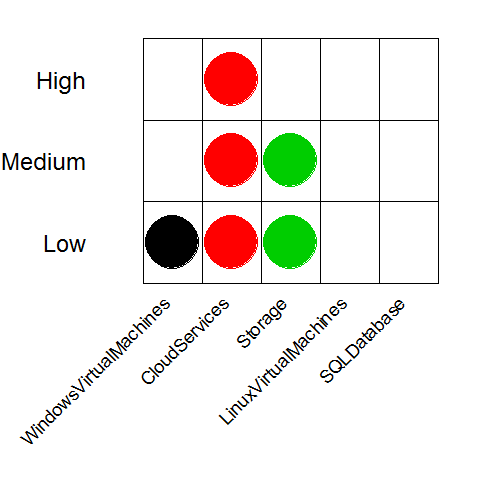 High
Medium
Low
WindowsVirtualMachines
CloudServices
Storage
LinuxVirtualMachines
SQLDatabase